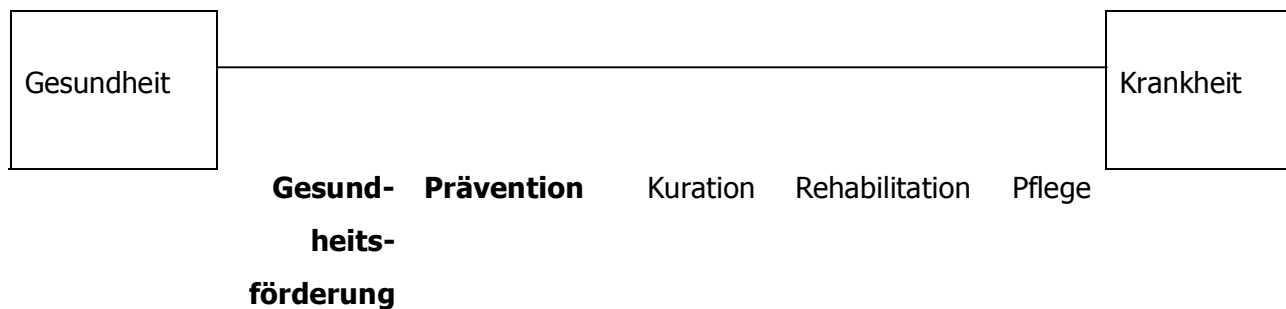 Gesundheit
Krankheit
Gesund- Prävention Kuration Rehabilitation Pflege
heits-
förderung